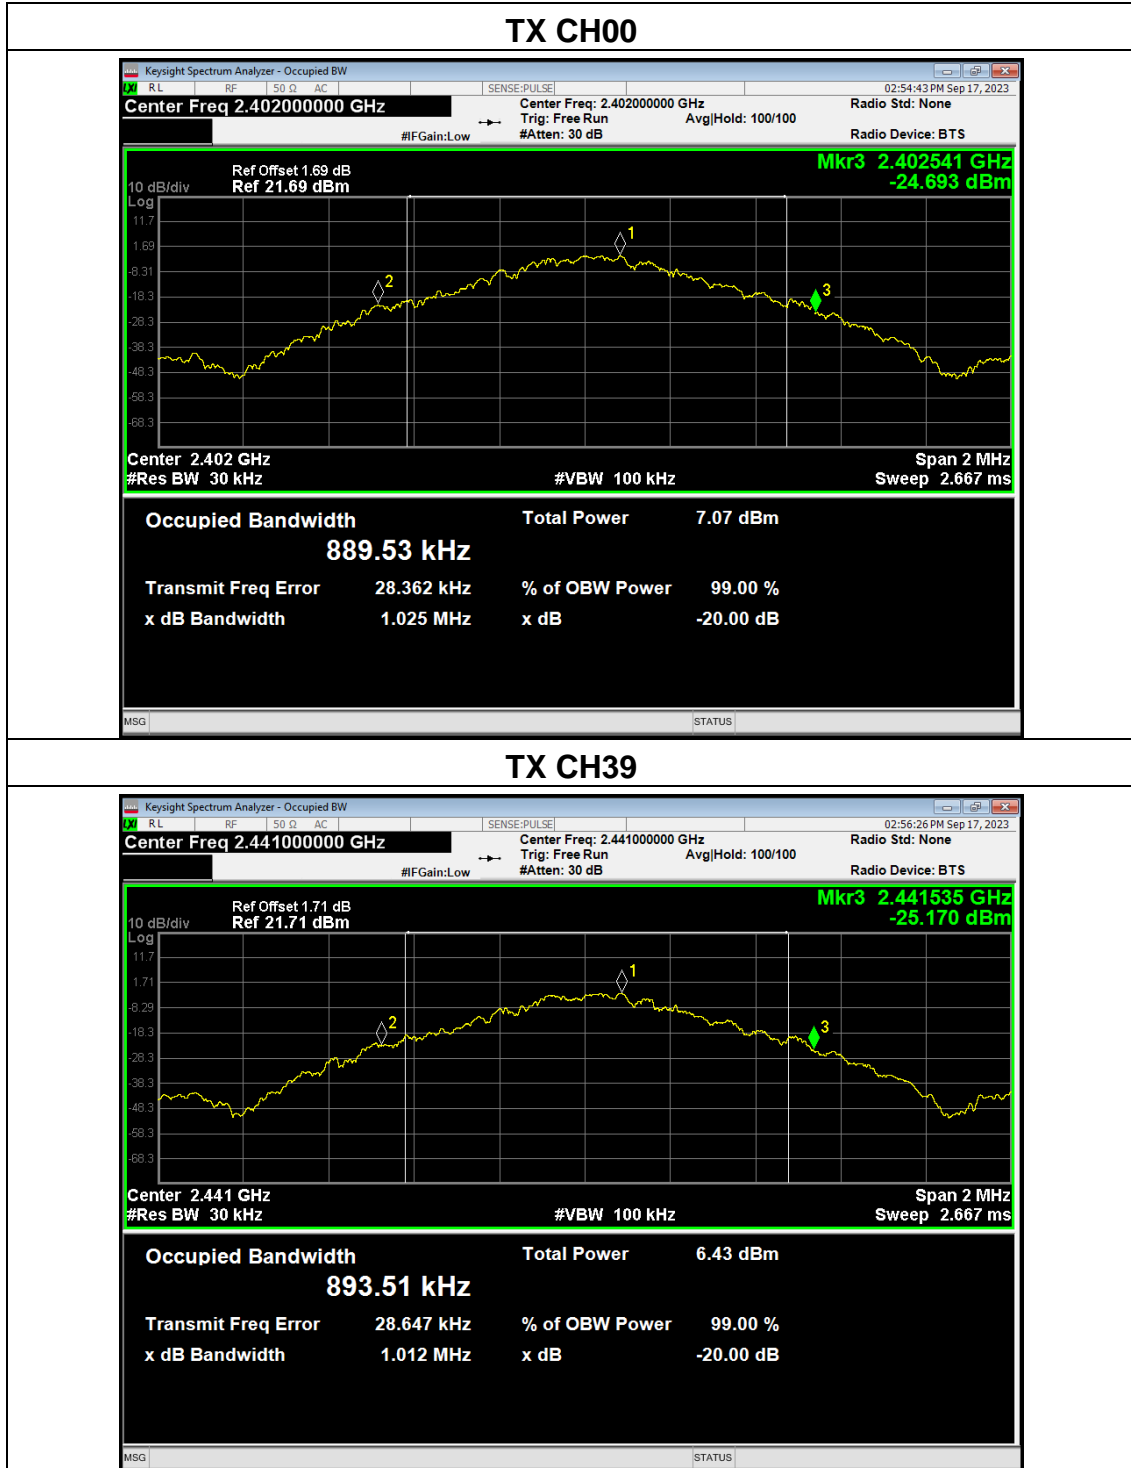 TX CH00
Keysight Spectrum Analyzer - Occupied BW
LXI RL RF 50 Ω AC SENSE:PULSE 02:54:43 PM Sep 17, 2023
Center Freq 2.402000000 GHz Center Freq: 2.402000000 GHz Radio Std: None
Trig: Free Run Avg|Hold: 100/100
#IFGain:Low #Atten: 30 dB Radio Device: BTS
Mkr3 2.402541 GHz
-24.693 dBm
Ref Offset 1.69 dB
10 dB/div Ref 21.69 dBm
Log
11.7
1.69
-8.31
-18.3
-28.3
-38.3
-48.3
-58.3
-68.3
1
2
3
Center 2.402 GHz Span 2 MHz
#Res BW 30 kHz #VBW 100 kHz Sweep 2.667 ms
Occupied Bandwidth Total Power 7.07 dBm
889.53 kHz
Transmit Freq Error 28.362 kHz % of OBW Power 99.00 %
x dB Bandwidth 1.025 MHz x dB -20.00 dB
MSG STATUS
TX CH39
Keysight Spectrum Analyzer - Occupied BW
LXI RL RF 50 Ω AC SENSE:PULSE 02:56:26 PM Sep 17, 2023
Center Freq 2.441000000 GHz Center Freq: 2.441000000 GHz Radio Std: None
Trig: Free Run Avg|Hold: 100/100
#IFGain:Low #Atten: 30 dB Radio Device: BTS
Mkr3 2.441535 GHz
-25.170 dBm
Ref Offset 1.71 dB
10 dB/div Ref 21.71 dBm
Log
11.7
1.71
-8.29
-18.3
-28.3
-38.3
-48.3
-58.3
-68.3
1
2
3
Center 2.441 GHz Span 2 MHz
#Res BW 30 kHz #VBW 100 kHz Sweep 2.667 ms
Occupied Bandwidth Total Power 6.43 dBm
893.51 kHz
Transmit Freq Error 28.647 kHz % of OBW Power 99.00 %
x dB Bandwidth 1.012 MHz x dB -20.00 dB
MSG STATUS